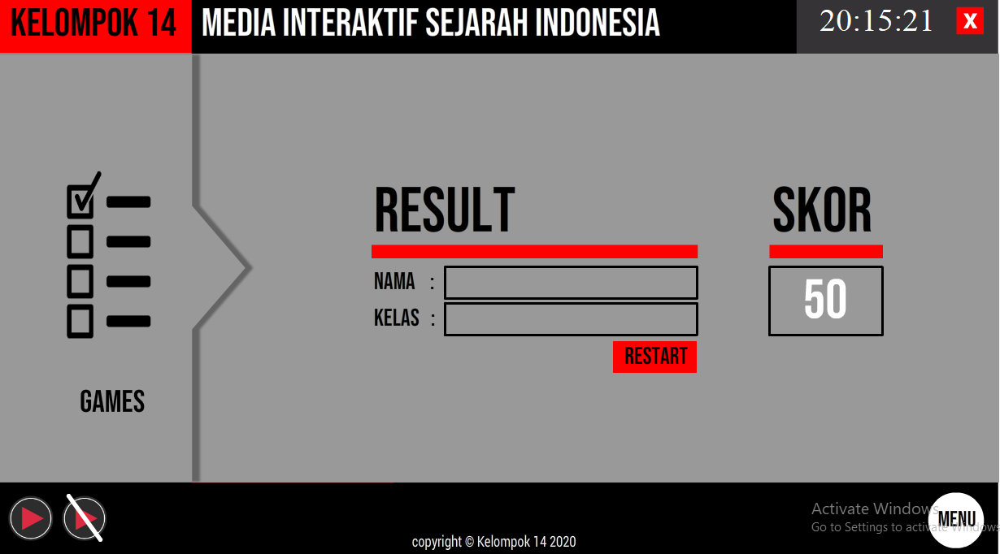 KELOMPOK 14
MEDIA INTERAKTIF SEJARAH INDONESIA
20:15:21
X
RESULT
SKOR
NAMA :
KELAS :
50
RESTART
GAMES
Activate Windows
Go to Settings to activate Windows
MENU
copyright © Kelompok 14 2020